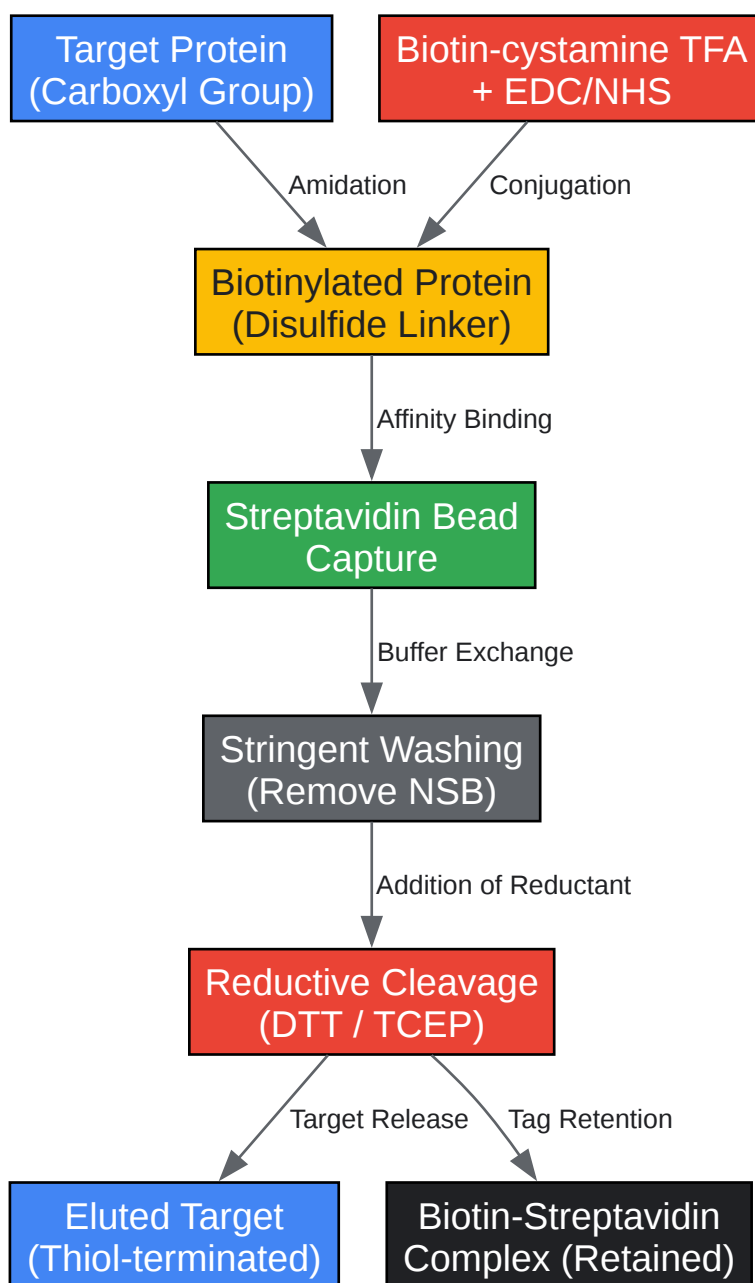 Target Protein
(Carboxyl Group)
Biotin-cystamine TFA
+ EDC/NHS
Amidation
Conjugation
Biotinylated Protein
(Disulfide Linker)
Affinity Binding
Streptavidin Bead
Capture
Buffer Exchange
Stringent Washing
(Remove NSB)
Addition of Reductant
Reductive Cleavage
(DTT / TCEP)
Target Release
Tag Retention
Eluted Target
(Thiol-terminated)
Biotin-Streptavidin
Complex (Retained)